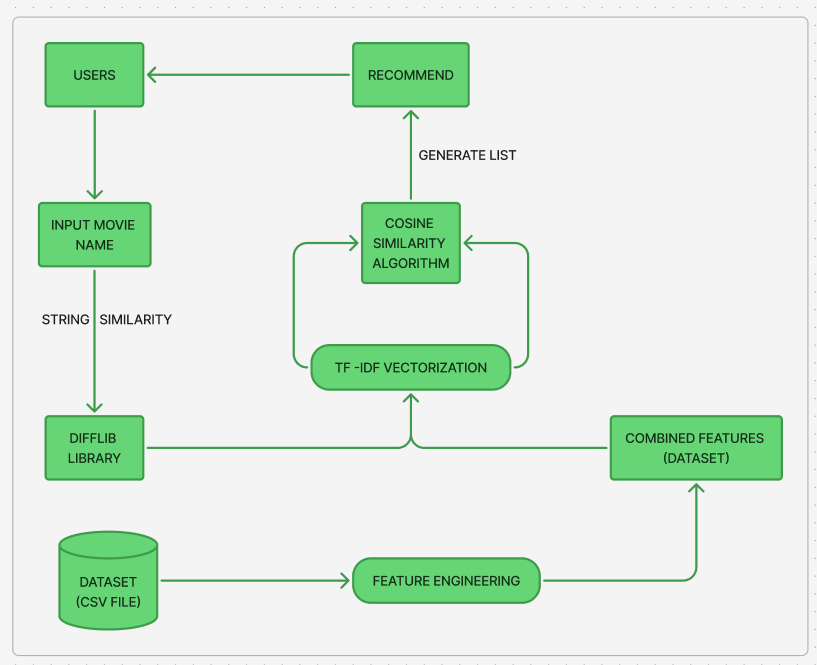 USERS
RECOMMEND
GENERATE LIST
INPUT MOVIE
NAME
COSINE
SIMILARITY
ALGORITHM
STRING SIMILARITY
TF -IDF VECTORIZATION
DIFFLIB
LIBRARY
COMBINED FEATURES
(DATASET)
DATASET
(CSV FILE)
FEATURE ENGINEERING